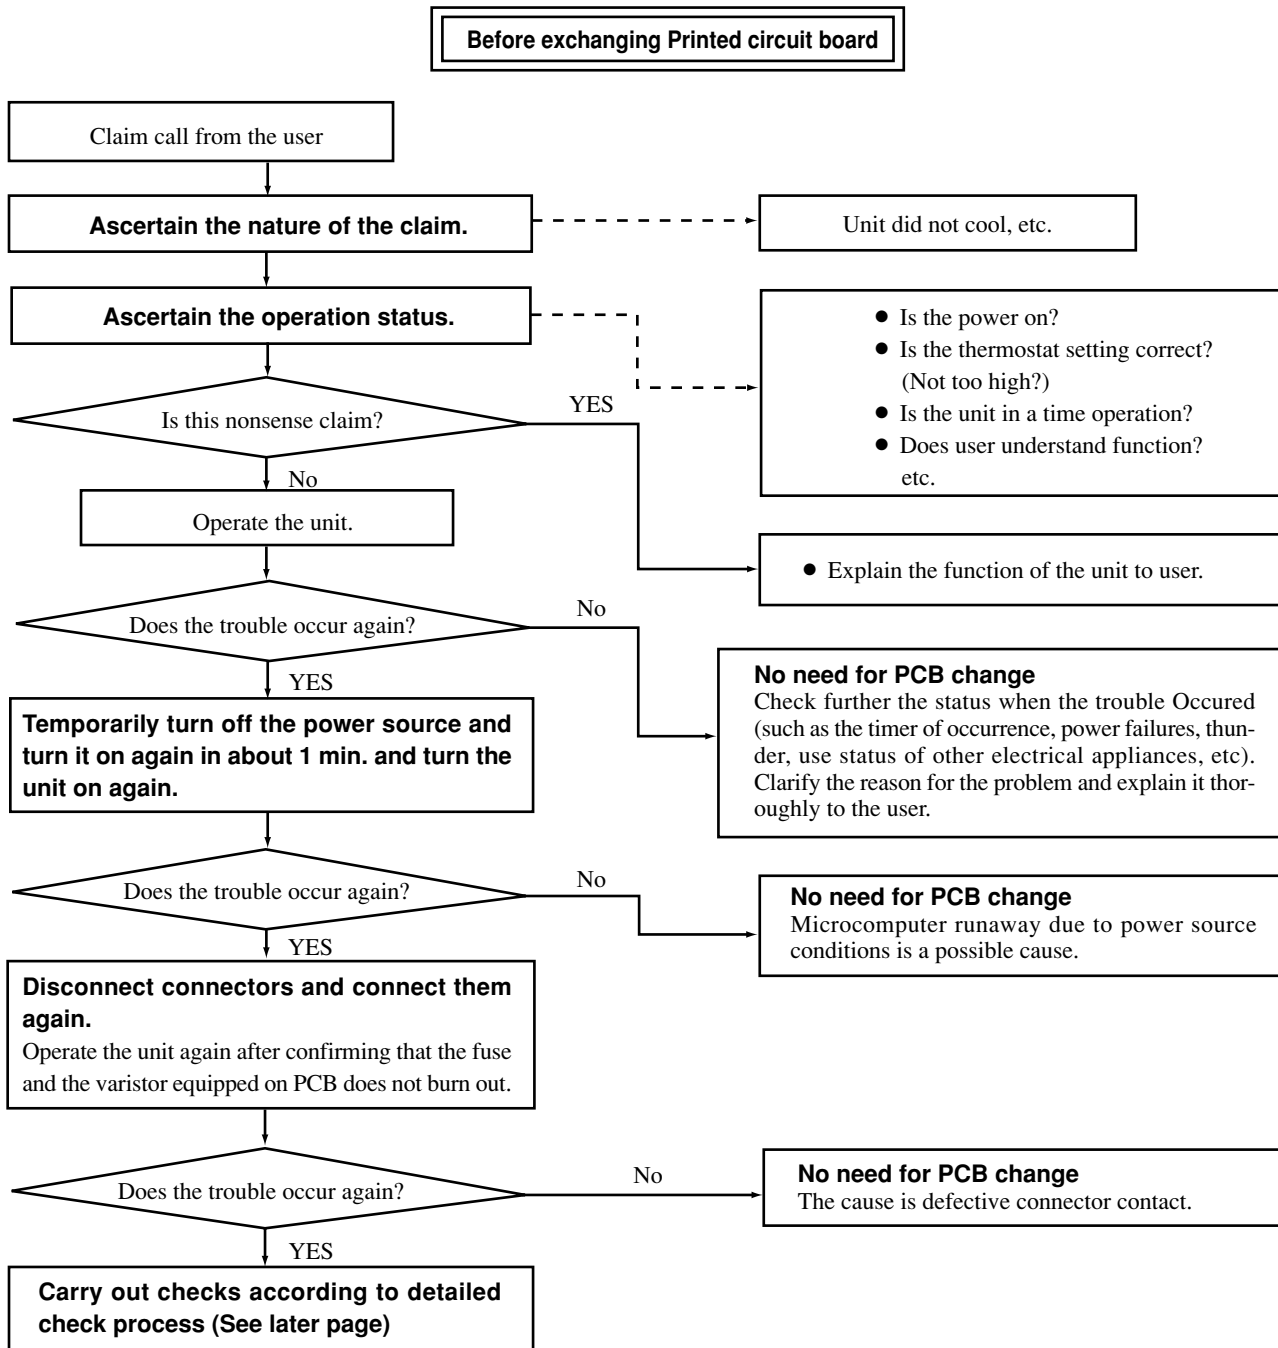 Before exchanging Printed circuit board
Claim call from the user
Ascertain the nature of the claim.
Unit did not cool, etc.
Ascertain the operation status.
● Is the power on?
● Is the thermostat setting correct?
(Not too high?)
● Is the unit in a time operation?
● Does user understand function?
etc.
Is this nonsense claim?
YES
No
Operate the unit.
● Explain the function of the unit to user.
Does the trouble occur again?
No
YES
No need for PCB change
Check further the status when the trouble Occured
(such as the timer of occurrence, power failures, thun-
der, use status of other electrical appliances, etc).
Clarify the reason for the problem and explain it thor-
oughly to the user.
Temporarily turn off the power source and
turn it on again in about 1 min. and turn the
unit on again.
Does the trouble occur again?
No
YES
No need for PCB change
Microcomputer runaway due to power source
conditions is a possible cause.
Disconnect connectors and connect them
again.
Operate the unit again after confirming that the fuse
and the varistor equipped on PCB does not burn out.
Does the trouble occur again?
No
YES
No need for PCB change
The cause is defective connector contact.
Carry out checks according to detailed
check process (See later page)